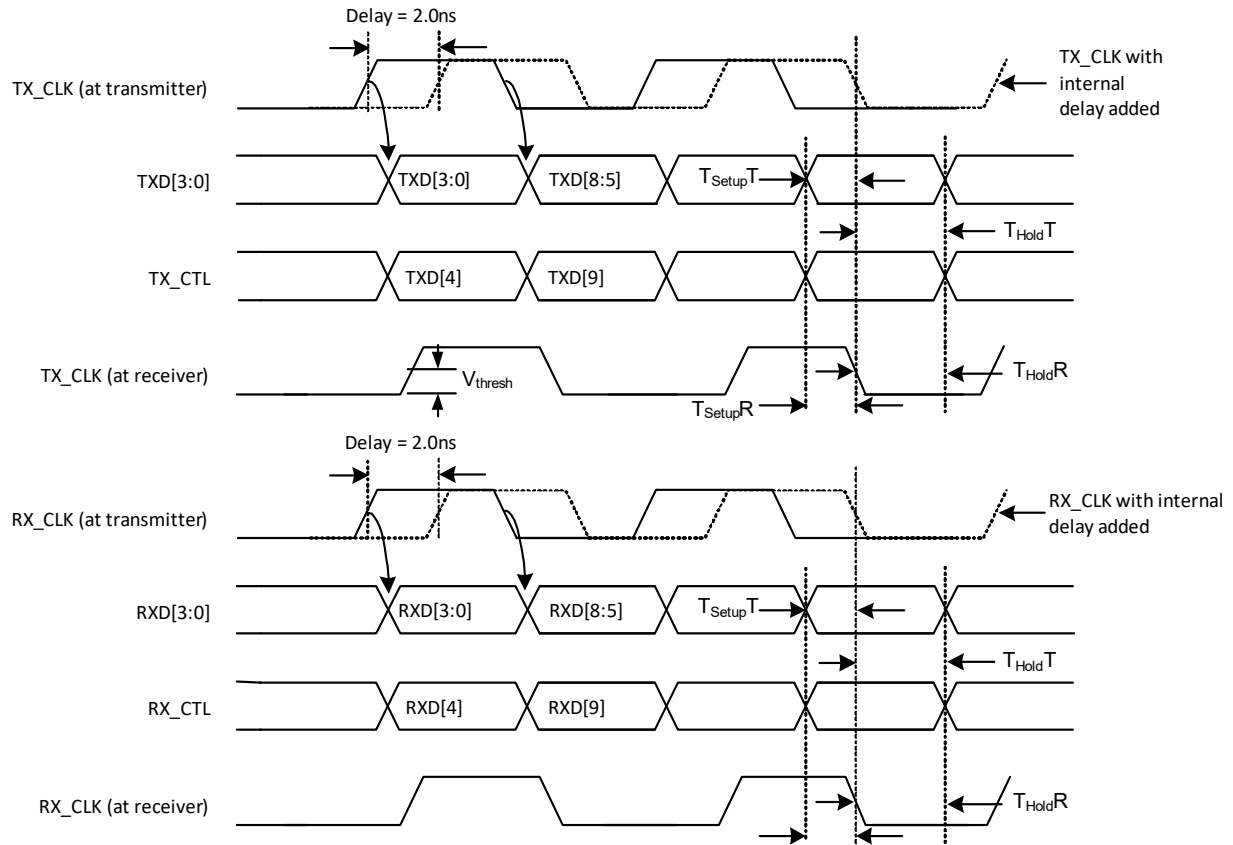 Delay = 2.0ns
TX_CLK (at transmitter)
TX_CLK with
internal
delay added
TXD[3:0]
TXD[3:0]
TXD[8:5]
TSetupT
THoldT
TX_CTL
TXD[4]
TXD[9]
TX_CLK (at receiver)
Vthresh
THoldR
TSetupR
Delay = 2.0ns
RX_CLK (at transmitter)
RX_CLK with internal
delay added
RXD[3:0]
RXD[3:0]
RXD[8:5]
TSetupT
THoldT
RX_CTL
RXD[4]
RXD[9]
RX_CLK (at receiver)
THoldR